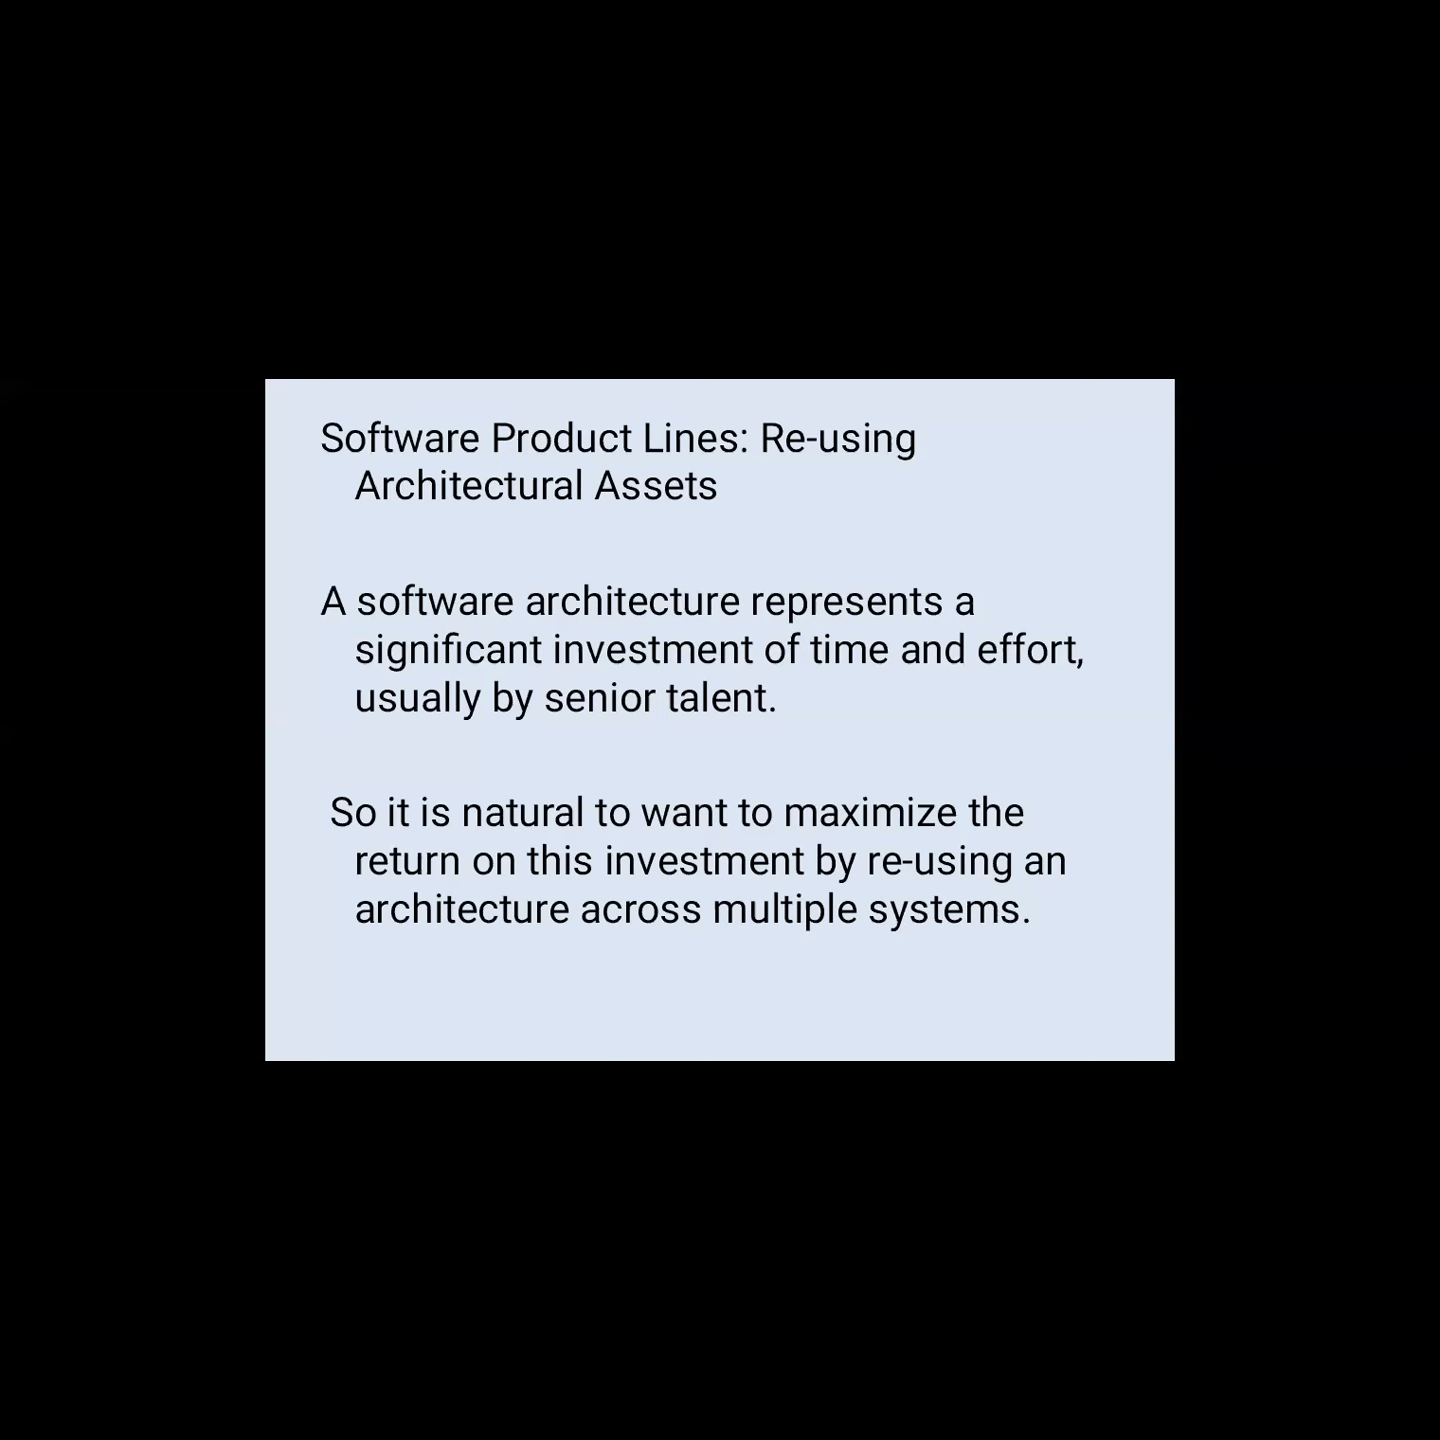 Software Product Lines: Re-using
Architectural Assets
A software architecture represents a
significant investment of time and effort,
usually by senior talent.
So it is natural to want to maximize the
return on this investment by re-using an
architecture across multiple systems.